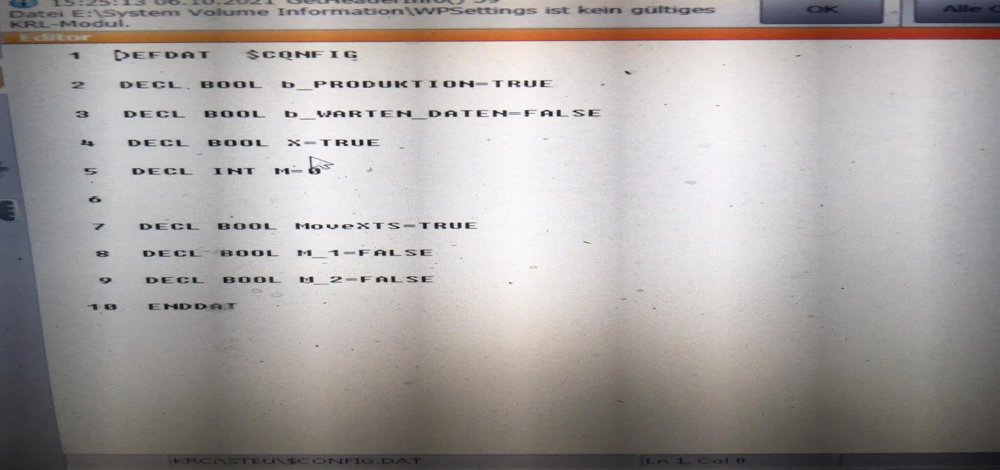 15:25:13 06.10.2021 GetHeaderInfo() 39
Datei E:\System Volume Information\WPSettings ist kein gültiges
KRL-Modul.
OK
Alle
Editor
1 DEFDAT $CONFIG
2 DECL BOOL b_PRODUKTION=TRUE
3 DECL BOOL b_WARTEN_DATEN=FALSE
4 DECL BOOL X=TRUE
5 DECL INT M=0
6
7 DECL BOOL MoveXTS=TRUE
8 DECL BOOL M_1=FALSE
9 DECL BOOL M_2=FALSE
10 ENDDAT
KRC:\STEU\$CONFIG.DAT
Ln 1, Col 0